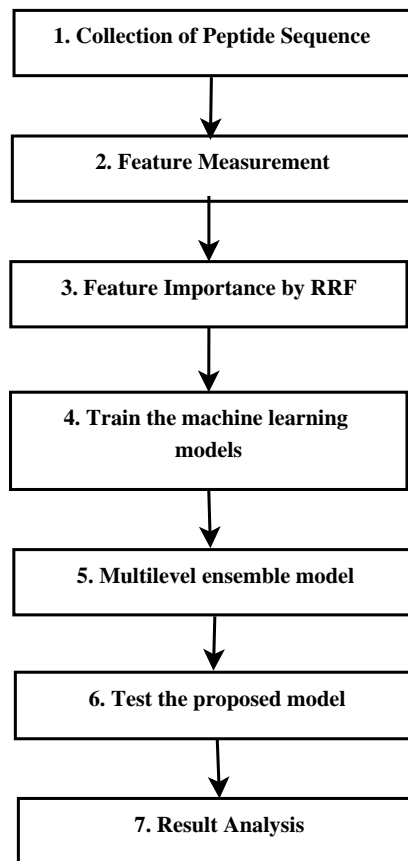 1. Collection of Peptide Sequence
2. Feature Measurement
3. Feature Importance by RRF
4. Train the machine learning
models
5. Multilevel ensemble model
6. Test the proposed model
7. Result Analysis